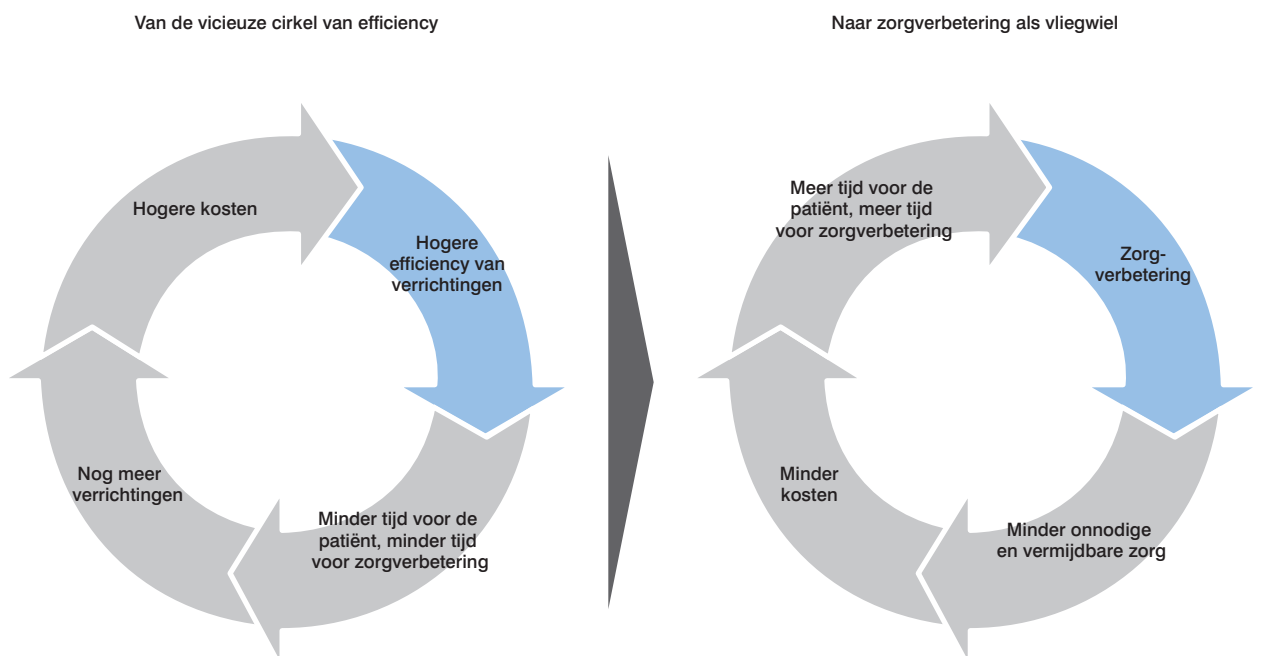 Van de vicieuze cirkel van efficiency
Hogere kosten
Hogere
efficiency van
verrichtingen
Minder tijd voor de
patiënt, minder tijd
voor zorgverbetering
Nog meer
verrichtingen
Naar zorgverbetering als vliegwiel
Meer tijd voor de
patiënt, meer tijd
voor zorgverbetering
Zorg-
verbetering
Minder onnodige
en vermijdbare zorg
Minder
kosten